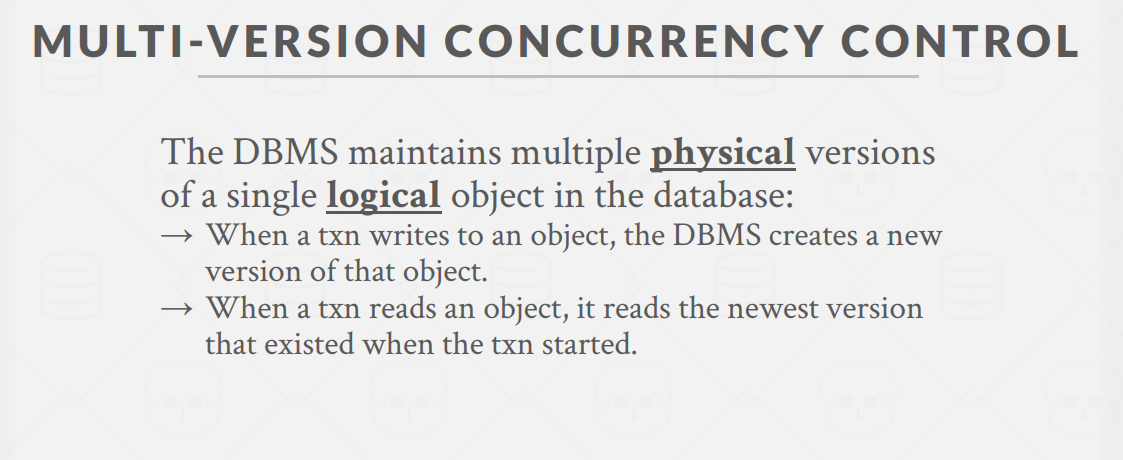 MULTI-VERSION CONCURRENCY CONTROL
The DBMS maintains multiple physical versions
of a single logical object in the database:
→ When a txn writes to an object, the DBMS creates a new
version of that object.
→ When a txn reads an object, it reads the newest version
that existed when the txn started.